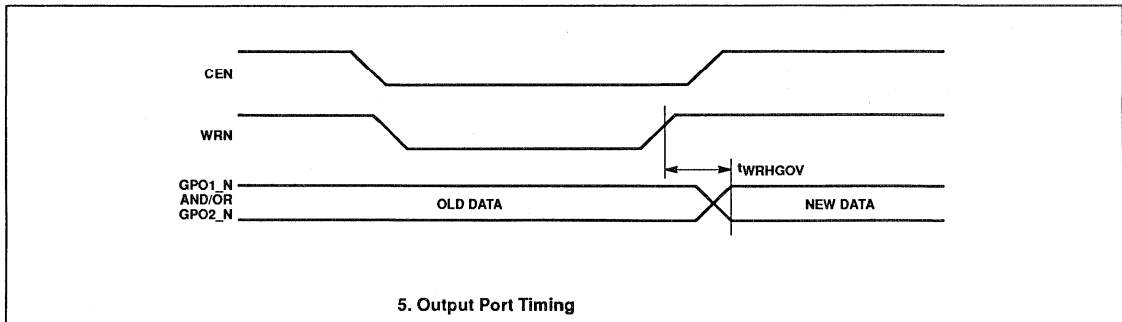 CEN
WRN
tWRHGOV
GPO1_N
AND/OR
GPO2_N
OLD DATA
NEW DATA
5. Output Port Timing